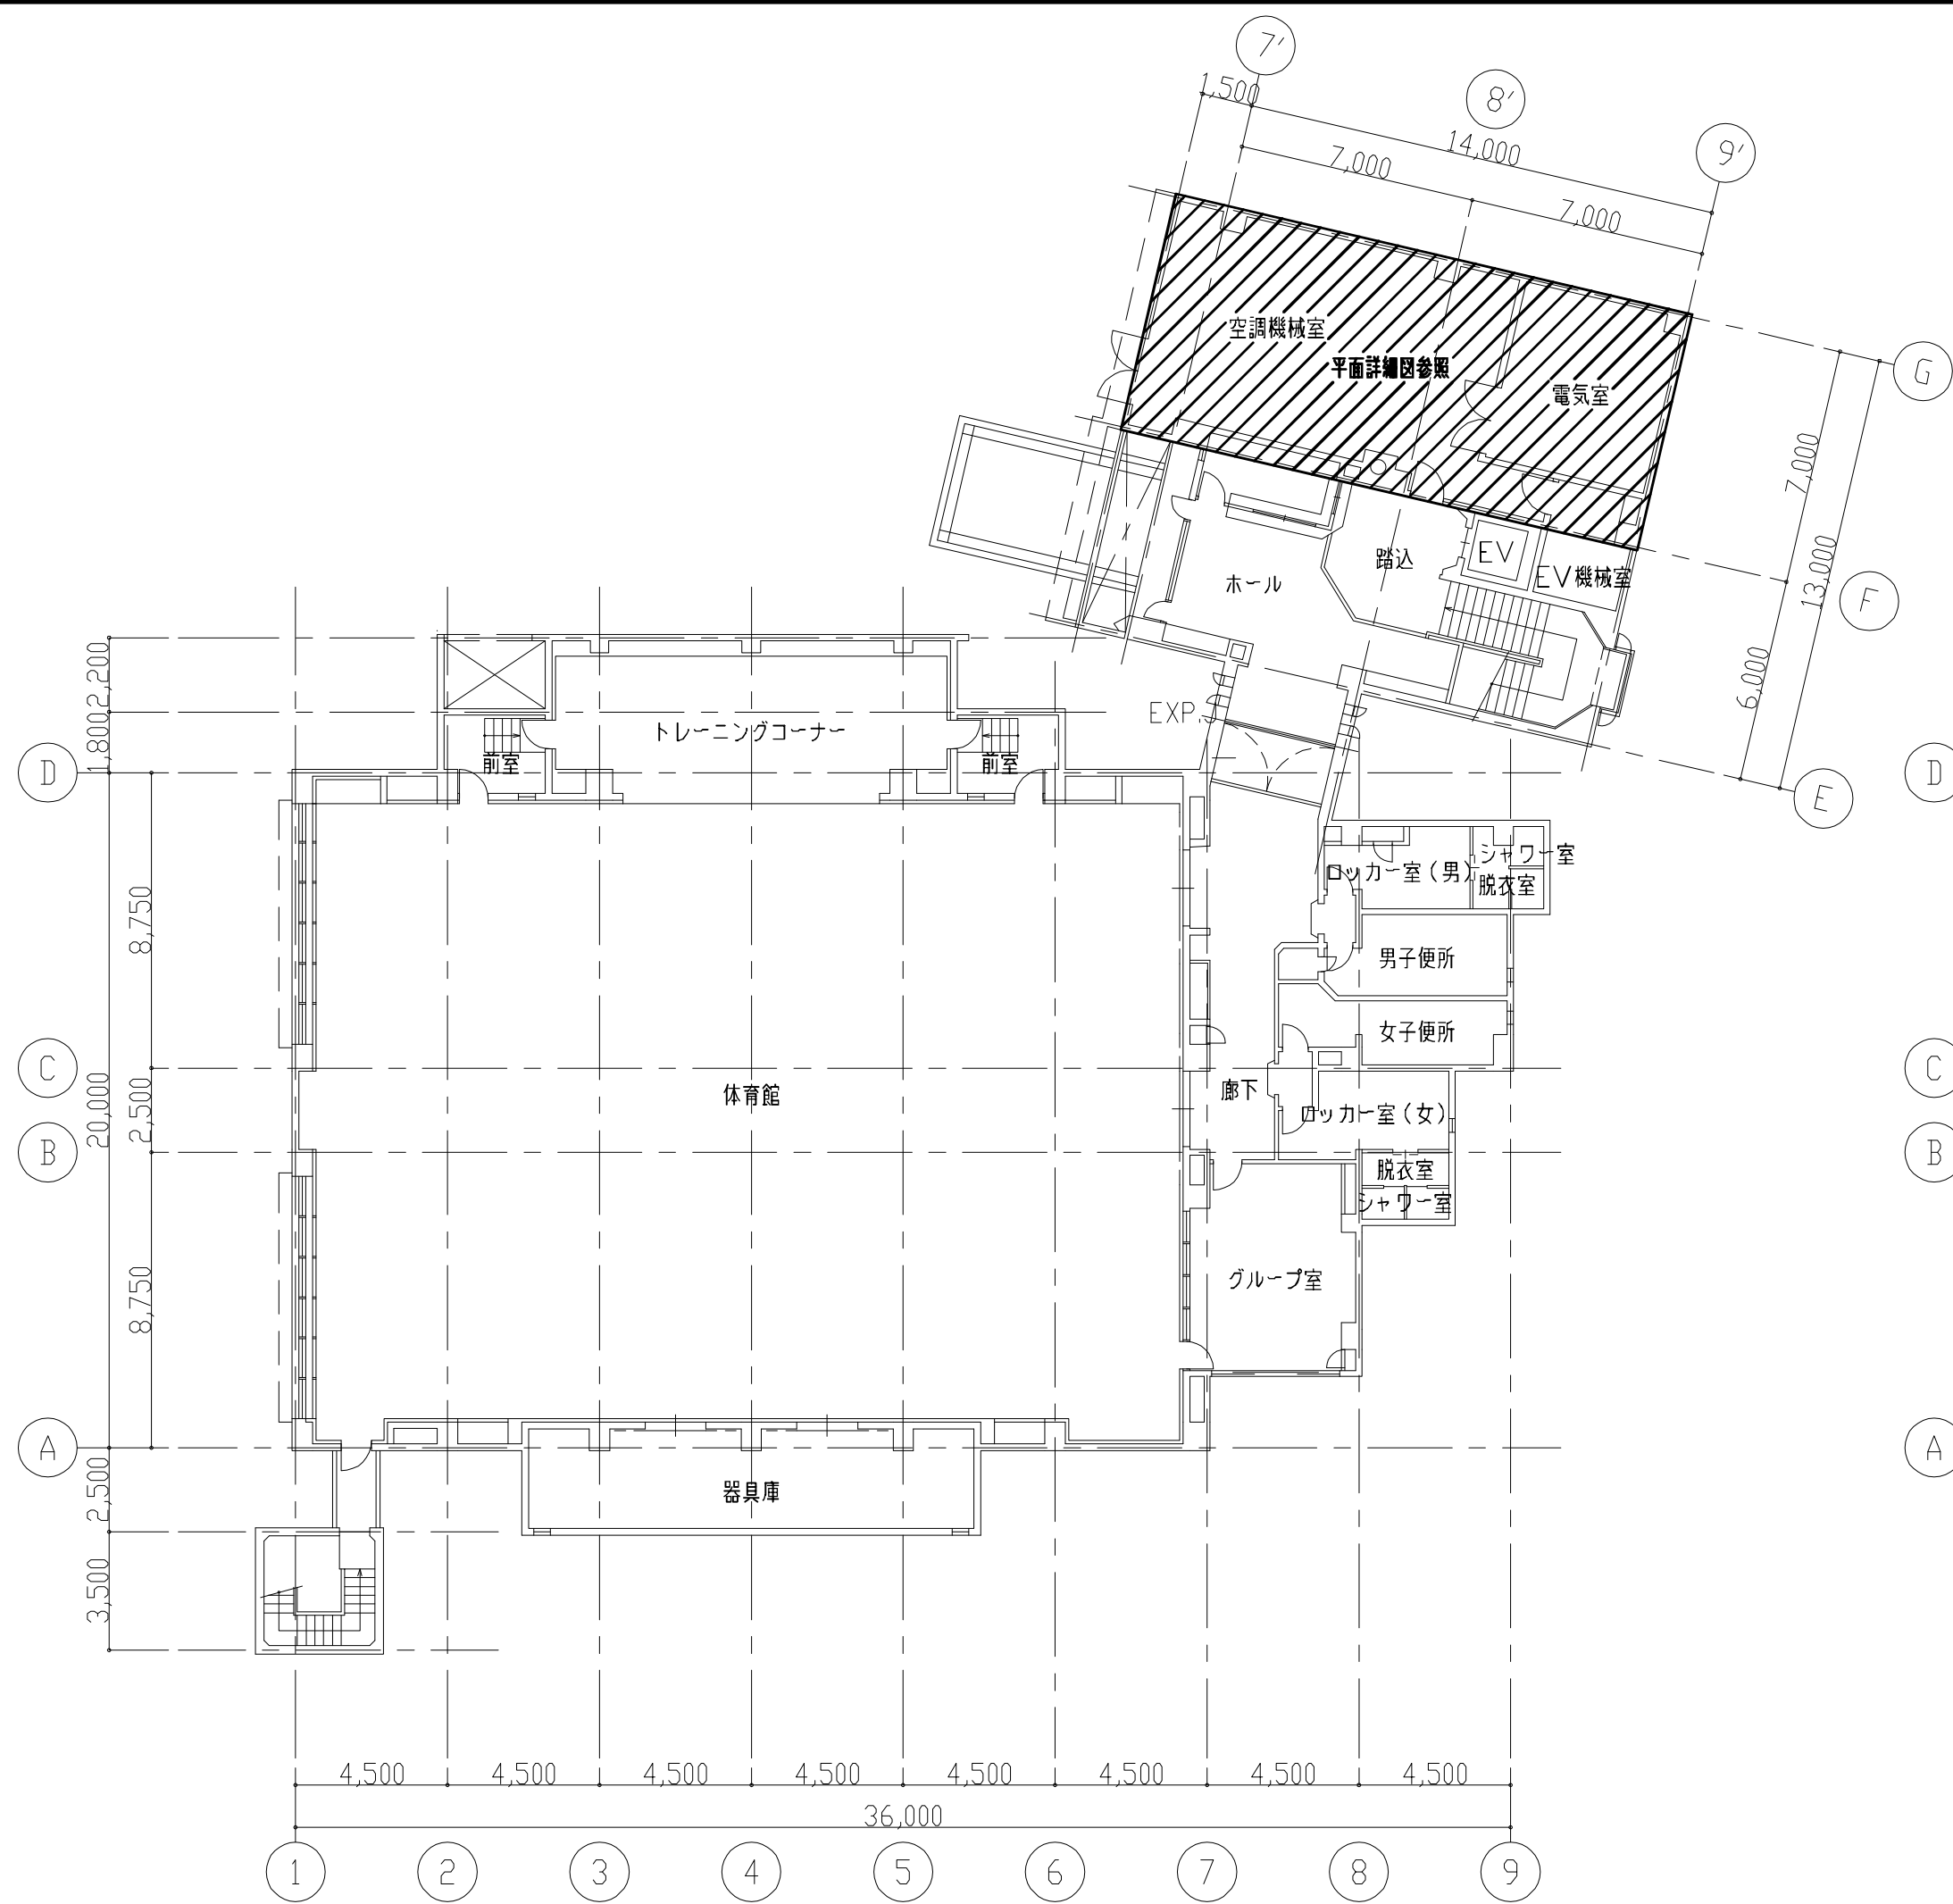 7'
1,500
8'
14,000
9'
7,000
7,000
空調機械室
平面詳細図参照
電気室
G
7,000
13,000
EV
踏込
EV機械室
ホール
F
6,000
2,200
EXP.J
トレーニングコーナー
1,800
前室
前室
D
D
E
シャワー室
ロッカー室(男)
脱衣室
8,750
男子便所
女子便所
C
C
体育館
廊下
20,000
2,500
ロッカー室(女)
B
B
脱衣室
シャワー室
グループ室
8,750
A
A
2,500
器具庫
3,500
4,500
4,500
4,500
4,500
4,500
4,500
4,500
4,500
36,000
1
2
3
4
5
6
7
8
9